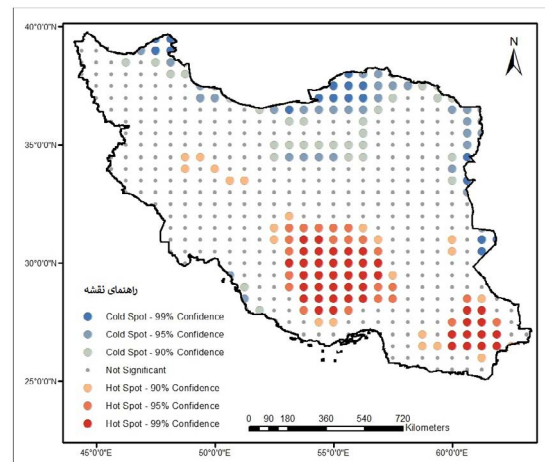 40°0'0"N
N
35°0'0"N
30°0'0"N
راهنمای نقشه
Cold Spot - 99% Confidence
Cold Spot - 95% Confidence
Cold Spot - 90% Confidence
Not Significant
25°0'0"N
Hot Spot - 90% Confidence
Hot Spot - 95% Confidence
Hot Spot - 99% Confidence
0 90 180 360 540 720
Kilometers
45°0'0"E 50°0'0"E 55°0'0"E 60°0'0"E